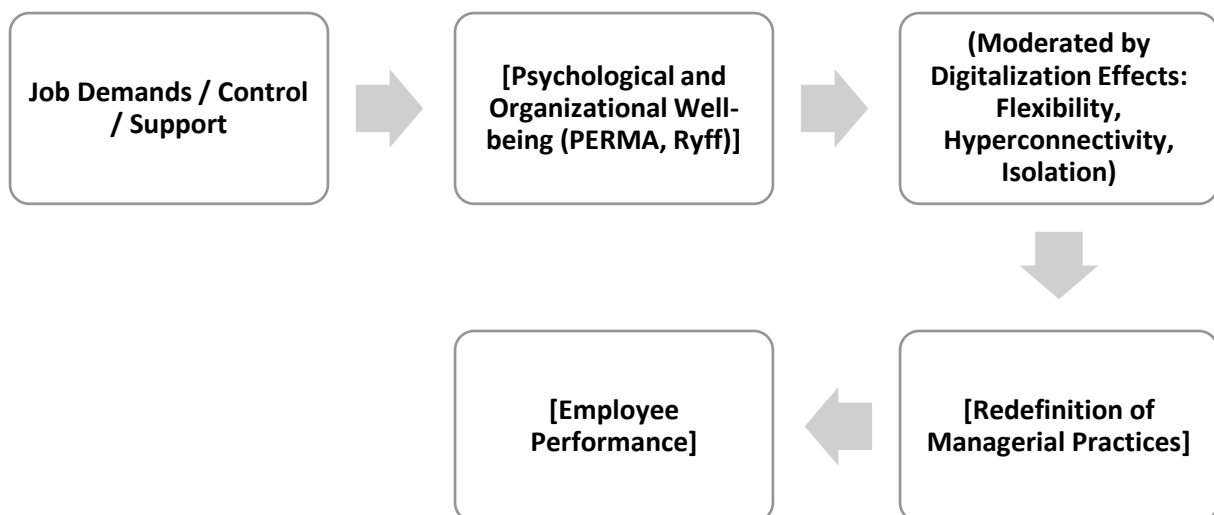 Job Demands / Control
/ Support
[Psychological and
Organizational Well-
being (PERMA, Ryff)]
(Moderated by
Digitalization Effects:
Flexibility,
Hyperconnectivity,
Isolation)
[Redefinition of
Managerial Practices]
[Employee
Performance]